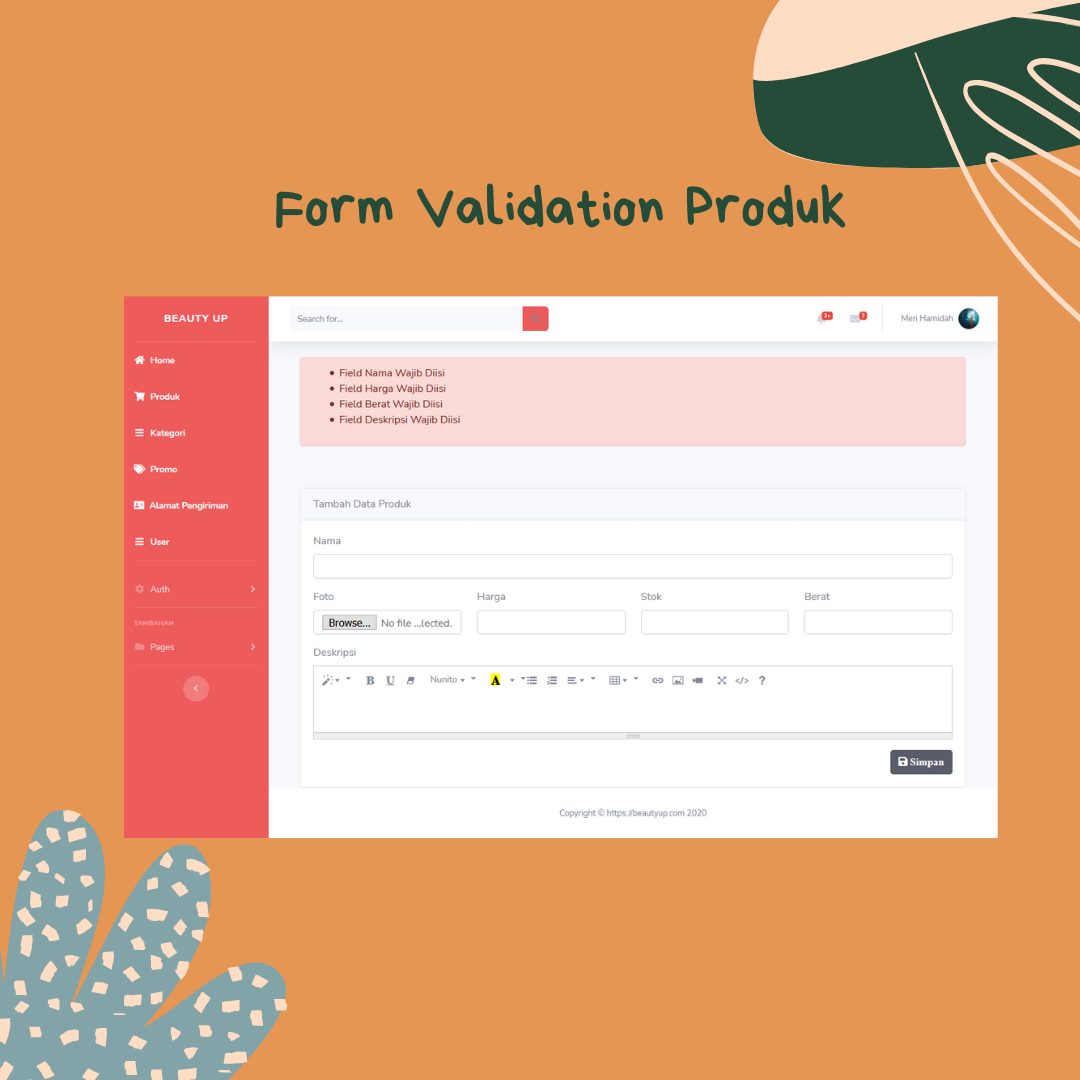 Form Validation Produk
BEAUTY UP
Search for...
3+
7
Meri Hamidah
Home
Produk
Kategori
Promo
Alamat Pengiriman
User
Auth
TAMBAHAN
Pages
Field Nama Wajib Diisi
Field Harga Wajib Diisi
Field Berat Wajib Diisi
Field Deskripsi Wajib Diisi
Tambah Data Produk
Nama
Foto Harga Stok Berat
Browse... No file ...lected.
Deskripsi
B U Nunito A </> ?
Simpan
Copyright © https://beautyup.com 2020